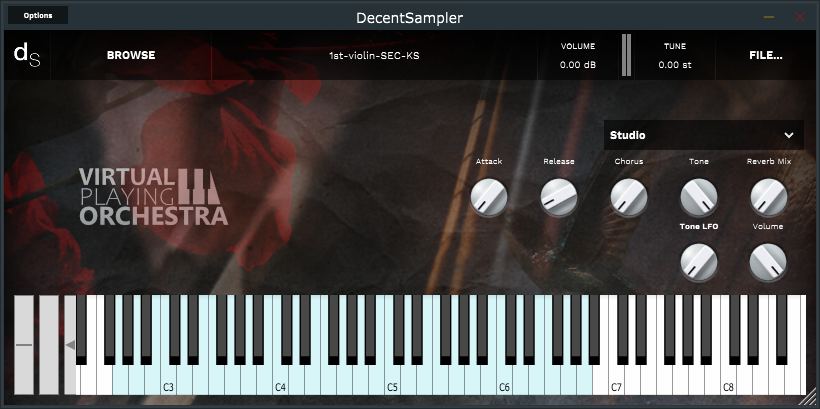 Options
DecentSampler
dS
BROWSE
1st-violin-SEC-KS
VOLUME
0.00 dB
TUNE
0.00 st
FILE...
Studio
Attack
Release
Chorus
Tone
Reverb Mix
VIRTUAL
PLAYING
ORCHESTRA
Tone LFO
Volume
C3
C4
C5
C6
C7
C8